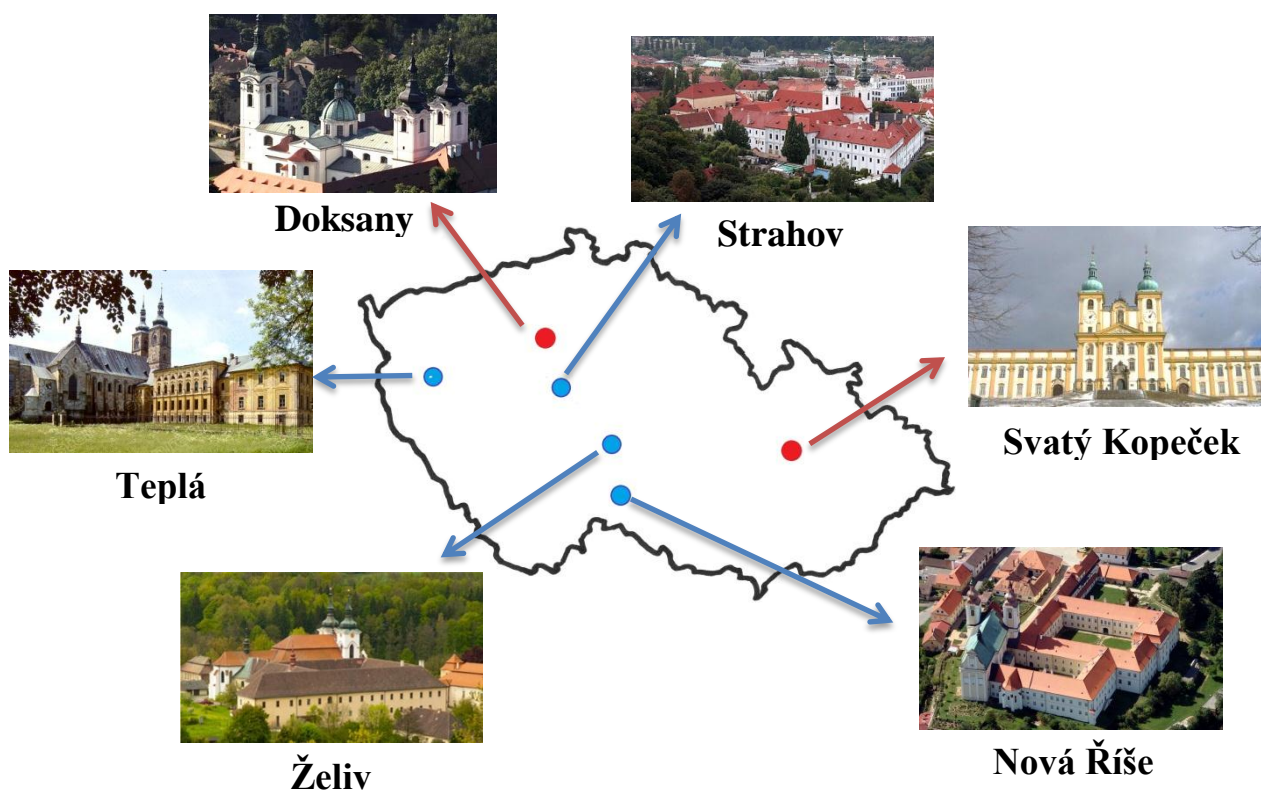 Doksany
Strahov
Svatý Kopeček
Teplá
Želiv
Nová Říše